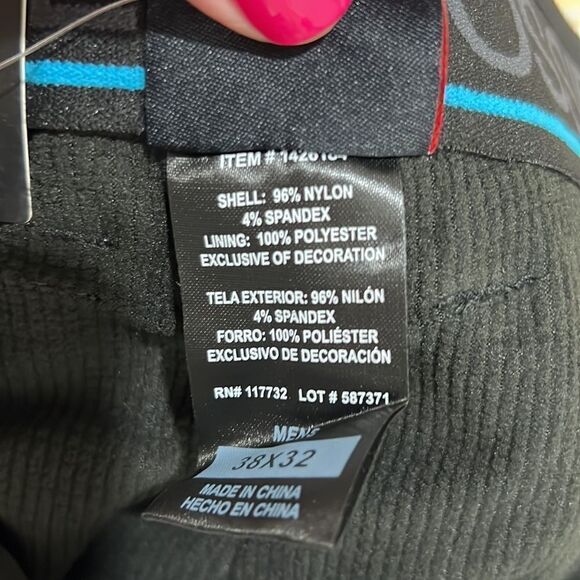 ITEM # 1426184
SHELL: 96% NYLON
4% SPANDEX
LINING: 100% POLYESTER
EXCLUSIVE OF DECORATION
TELA EXTERIOR: 96% NILÓN
4% SPANDEX
FORRO: 100% POLIÉSTER
EXCLUSIVO DE DECORACIÓN
RN# 117732 LOT # 587371
MENS
38X32
MADE IN CHINA
HECHO EN CHINA